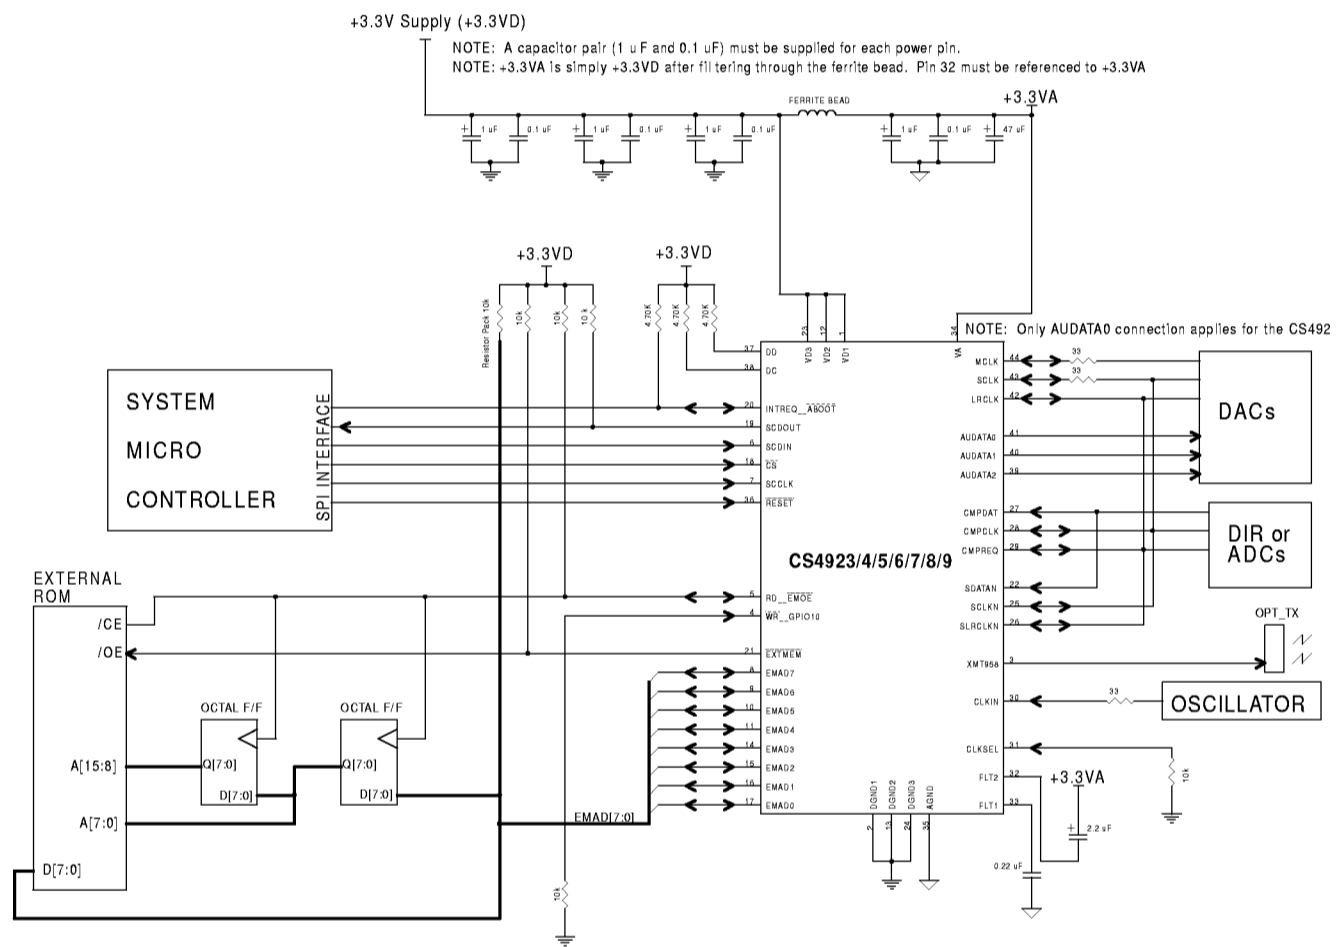 +3.3V Supply (+3.3VD)
NOTE: A capacitor pair (1 uF and 0.1 uF) must be supplied for each power pin.
NOTE: +3.3VA is simply +3.3VD after filtering through the ferrite bead. Pin 32 must be referenced to +3.3VA
FERRITE BEAD
+3.3VA
+ 1 uF 0.1 uF + 1 uF 0.1 uF + 1 uF 0.1 uF + 1 uF 0.1 uF + 47 uF
+3.3VD +3.3VD
Resistor Pack 10k 10k 10k 10k 4.70K 4.70K 4.70K
23 12 1 34
VD3 VD2 VD1 VA
NOTE: Only AUDATA0 connection applies for the CS492
37 DD
38 DC
20 INTREQ__ABOOT
19 SCDOUT
6 SCDIN
18 CS
7 SCCLK
36 RESET
SYSTEM
MICRO
CONTROLLER
SPI INTERFACE
MCLK 44 33
SCLK 43 33
LRCLK 42
AUDATA0 41
AUDATA1 40
AUDATA2 39
DACs
CMPDAT 27
CMPCLK 28
CMPREQ 29
DIR or
ADCs
CS4923/4/5/6/7/8/9
SDATAN 22
SCLKN 25
SLRCLKN 26
OPT_TX
XMT958 3
CLKIN 30 33
OSCILLATOR
CLKSEL 31
10k
FLT2 32
+3.3VA
FLT1 33
+ 2.2 uF
0.22 uF
EXTERNAL
ROM
/CE
/OE
5 RD__EMOE
4 WR__GPIO10
21 EXTMEM
8 EMAD7
9 EMAD6
10 EMAD5
11 EMAD4
14 EMAD3
15 EMAD2
16 EMAD1
17 EMAD0
OCTAL F/F OCTAL F/F
A[15:8] Q[7:0] Q[7:0]
D[7:0] D[7:0]
A[7:0]
EMAD[7:0]
D[7:0]
10k
DGND1 DGND2 DGND3 AGND
2 13 24 35